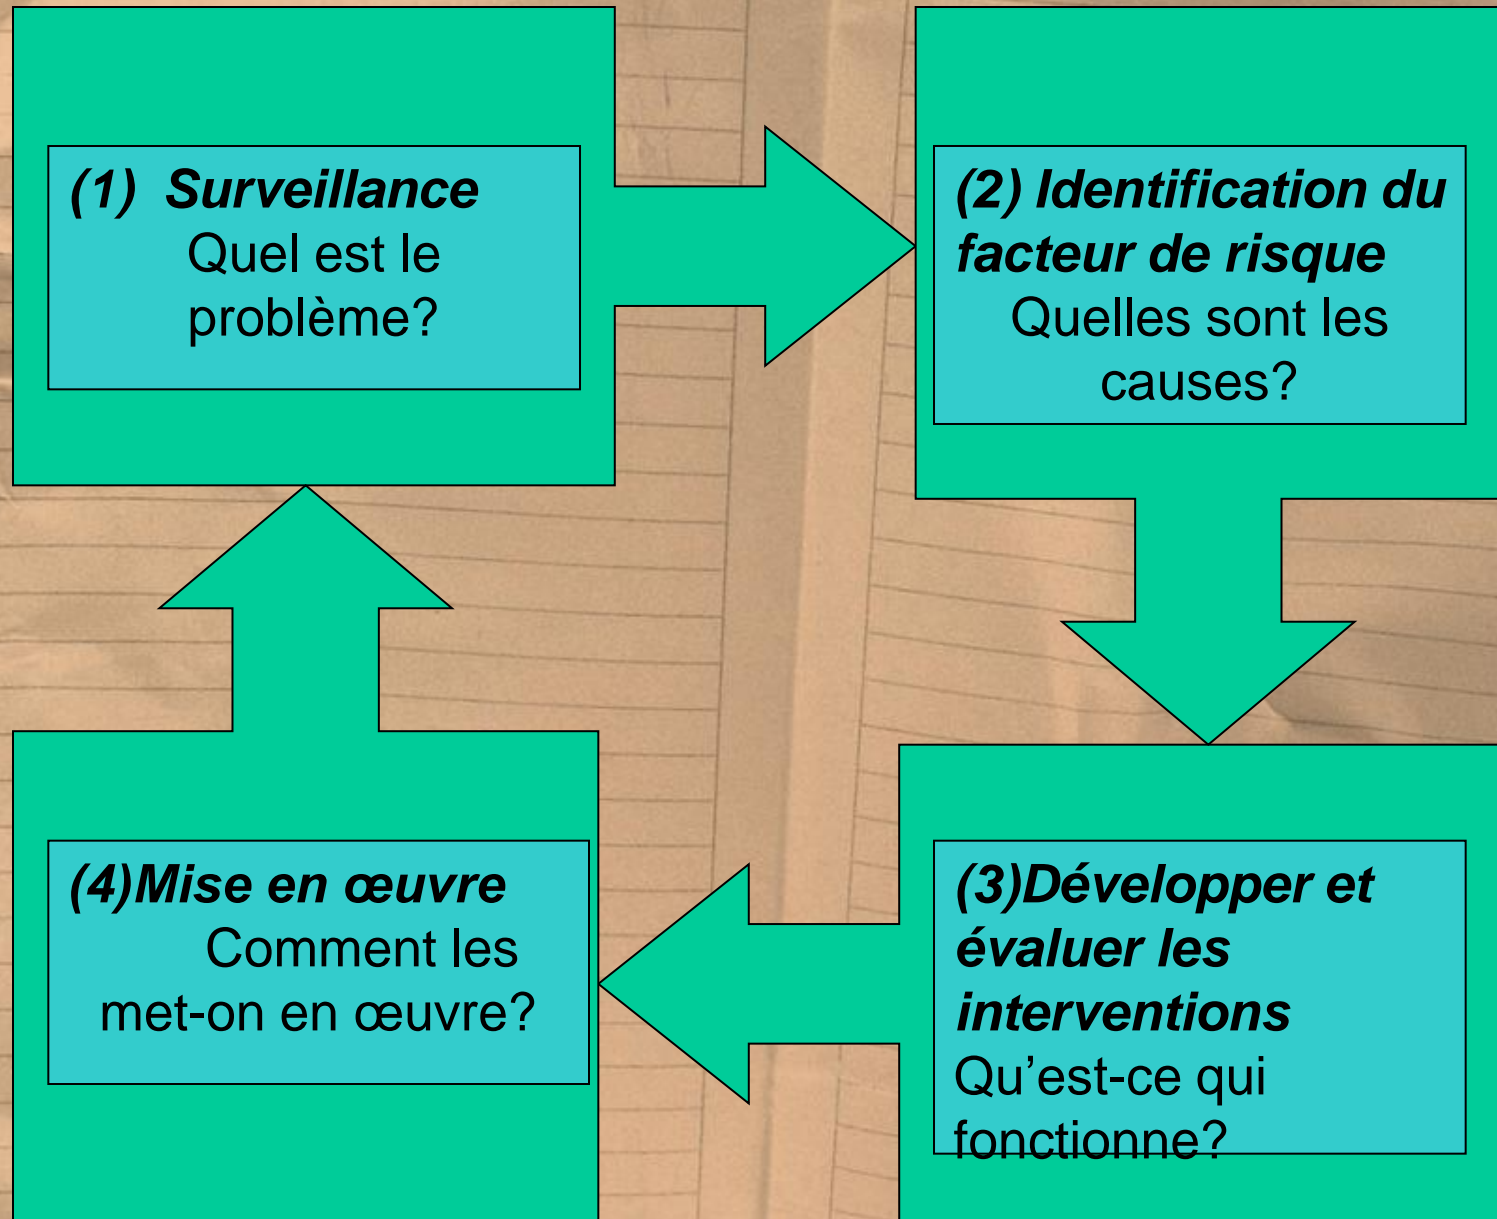 (1) Surveillance
Quel est le
problème?
(2) Identification du
facteur de risque
Quelles sont les
causes?
(3)Développer et
évaluer les
interventions
Qu’est-ce qui
fonctionne?
(4)Mise en œuvre
Comment les
met-on en œuvre?